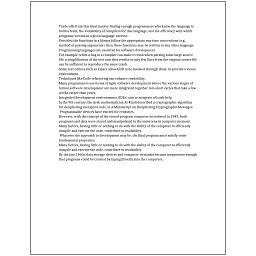 Trade-offs from this ideal involve finding enough programmers who know the language to
build a team, the availability of compilers for that language, and the efficiency with which
programs written in a given language execute.
Provided the functions in a library follow the appropriate run-time conventions (e.g.,
method of passing arguments), then these functions may be written in any other language.
Programming languages are essential for software development.
For example, when a bug in a compiler can make it crash when parsing some large source
file, a simplification of the test case that results in only few lines from the original source file
can be sufficient to reproduce the same crash.
Some text editors such as Emacs allow GDB to be invoked through them, to provide a visual
environment.
Techniques like Code refactoring can enhance readability.
Many programmers use forms of Agile software development where the various stages of
formal software development are more integrated together into short cycles that take a few
weeks rather than years.
Integrated development environments (IDEs) aim to integrate all such help.
In the 9th century, the Arab mathematician Al-Kindi described a cryptographic algorithm
for deciphering encrypted code, in A Manuscript on Deciphering Cryptographic Messages.
Programmable devices have existed for centuries.
However, with the concept of the stored-program computer introduced in 1949, both
programs and data were stored and manipulated in the same way in computer memory.
Many factors, having little or nothing to do with the ability of the computer to efficiently
compile and execute the code, contribute to readability.
Whatever the approach to development may be, the final program must satisfy some
fundamental properties.
Many factors, having little or nothing to do with the ability of the computer to efficiently
compile and execute the code, contribute to readability.
By the late 1960s, data storage devices and computer terminals became inexpensive enough
that programs could be created by typing directly into the computers.